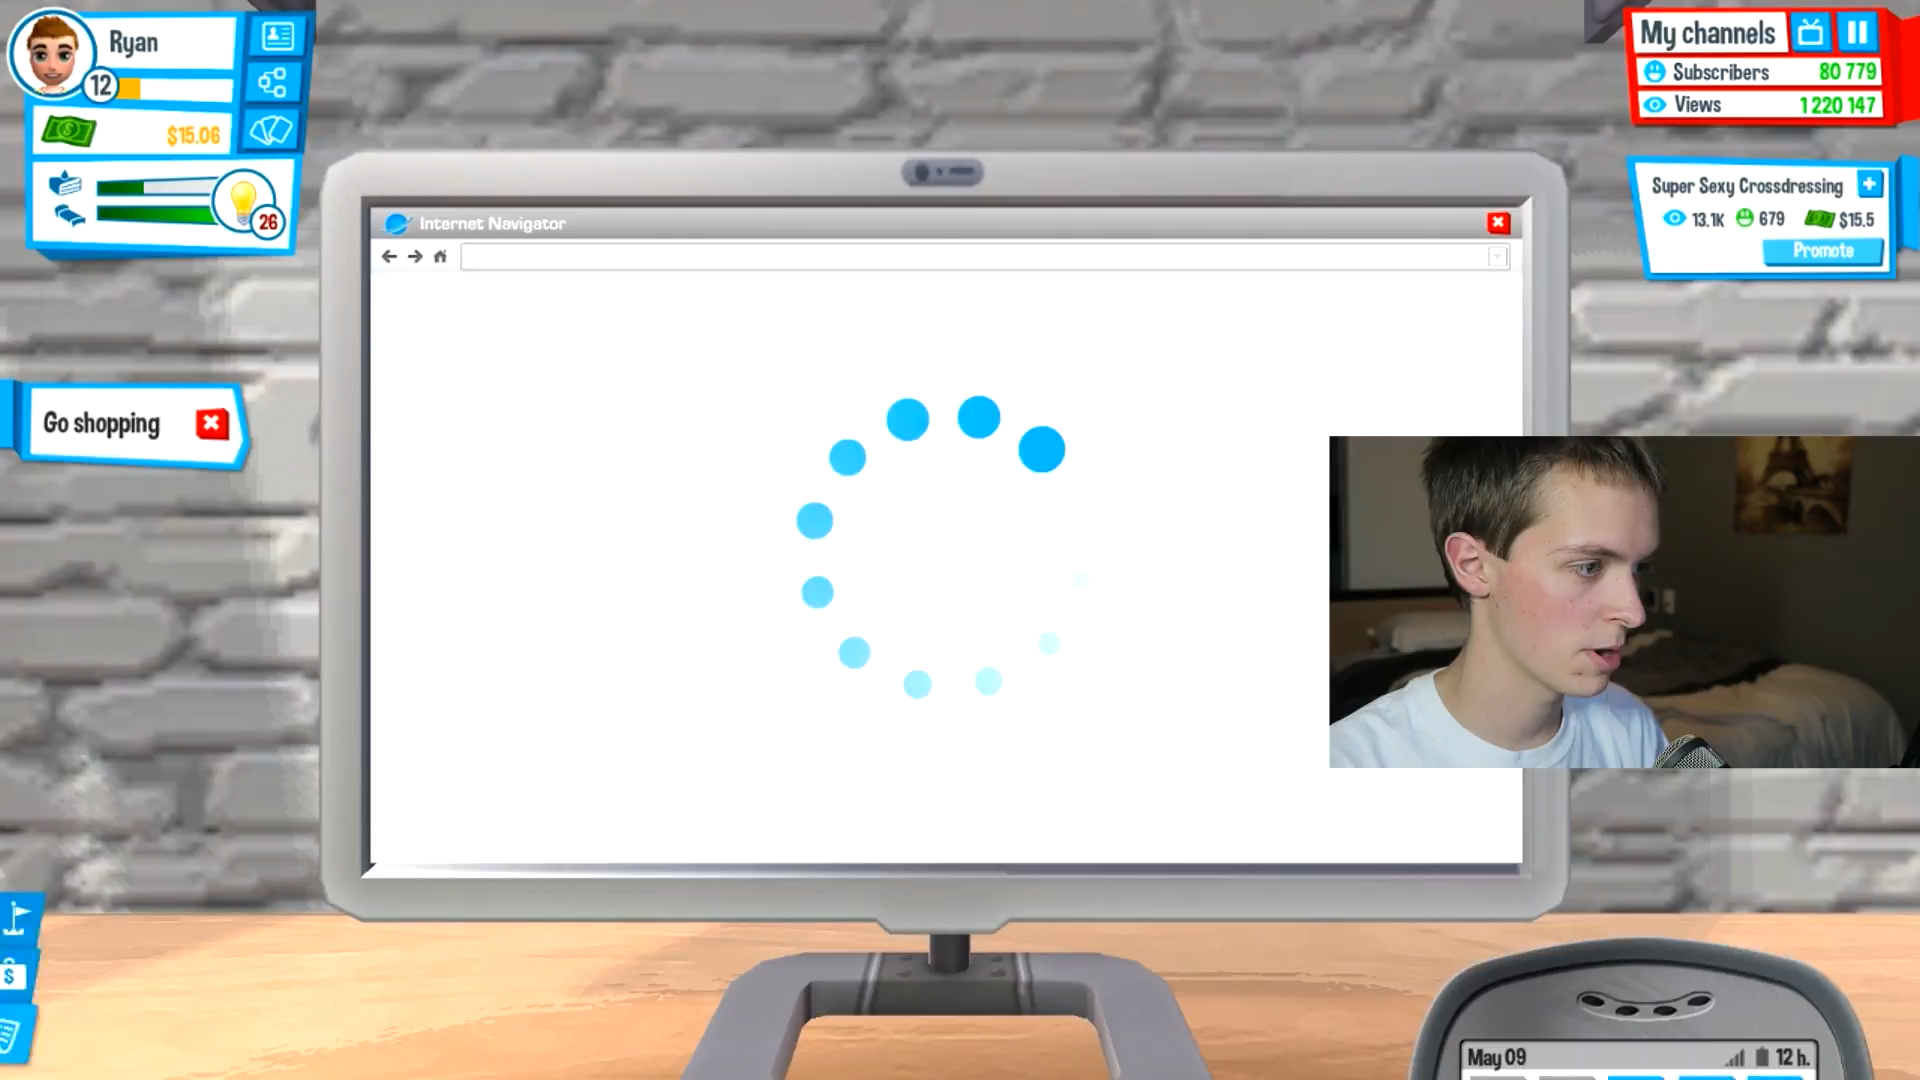 Ryan
12
$15.06
26
My channels
Subscribers 80 779
Views 1 220 147
Super Sexy Crossdressing
13.1K 679 $15.5
Promote
Internet Navigator
Go shopping
May 09 12 h.